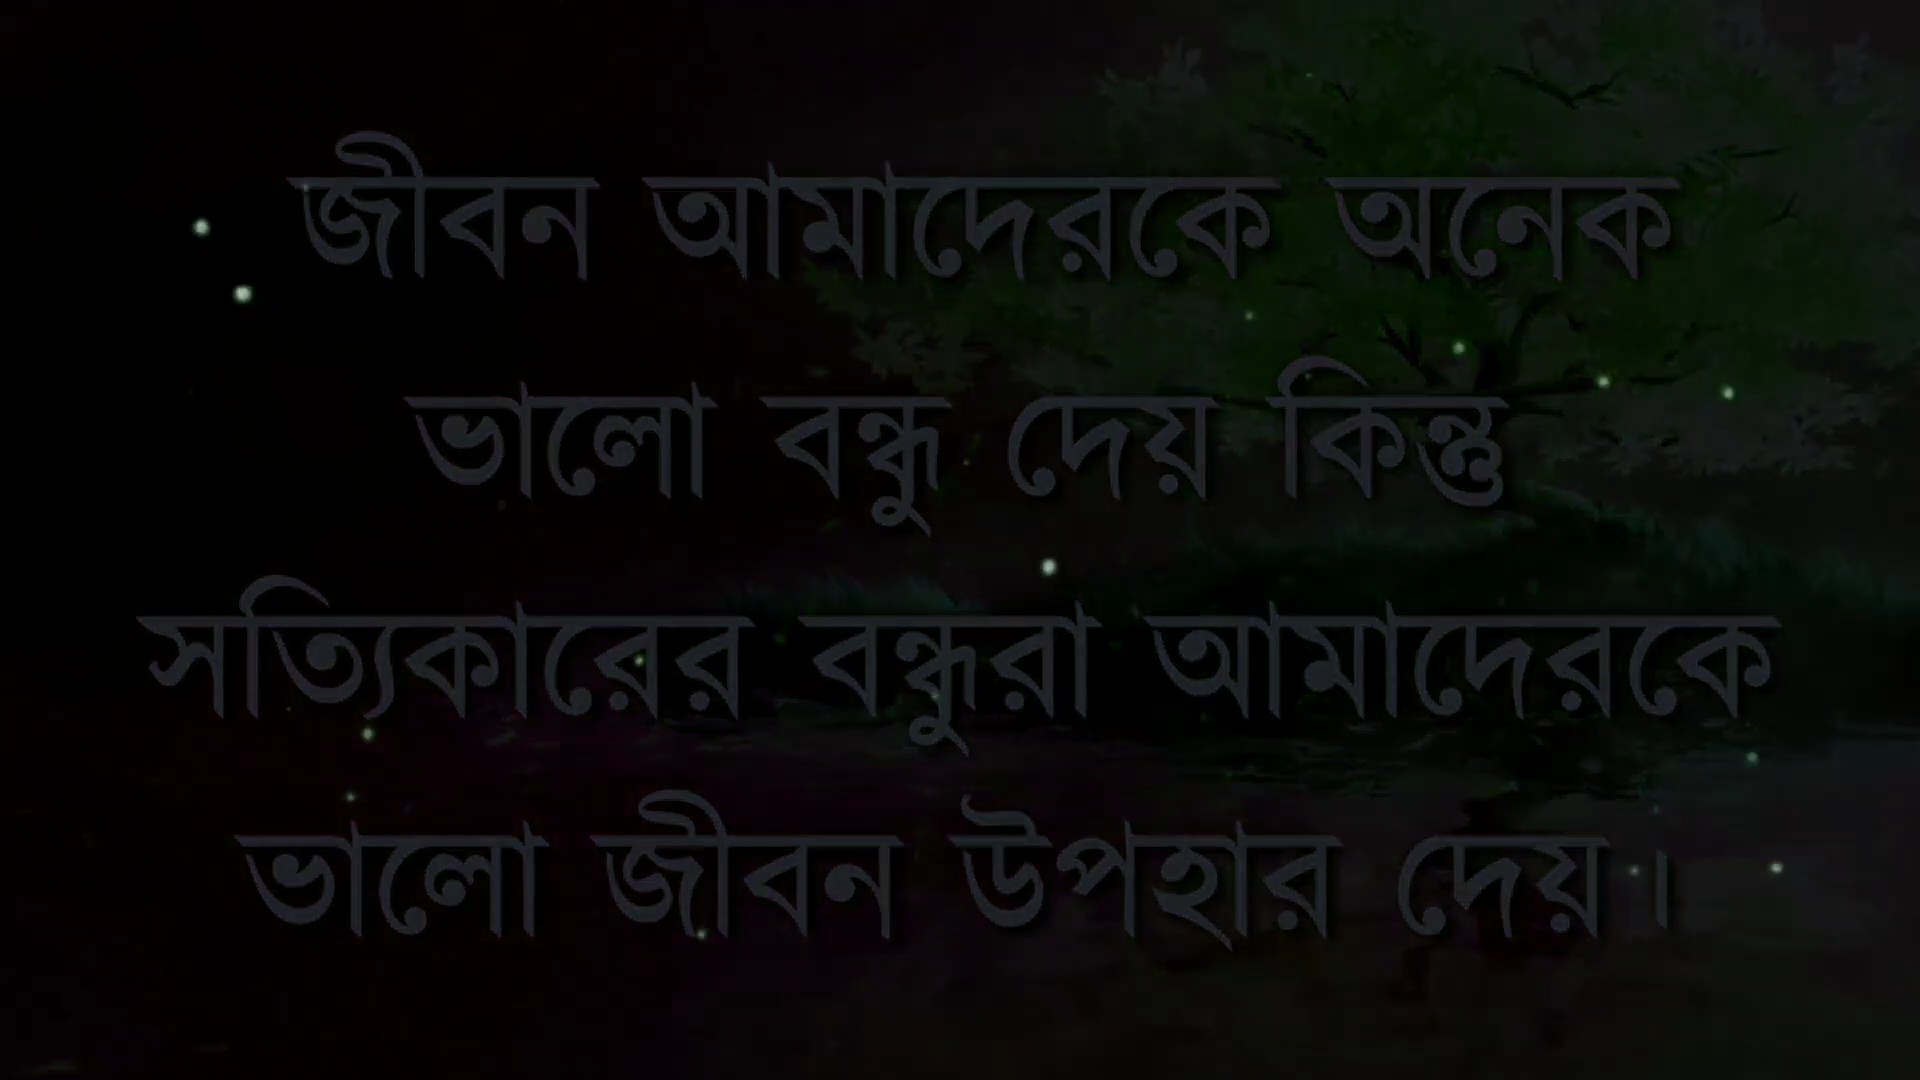 জীবন আমাদেরকে অনেক
ভালো বন্ধু দেয় কিন্তু
সত্যিকারের বন্ধুরা আমাদেরকে
ভালো জীবন উপহার দেয়।